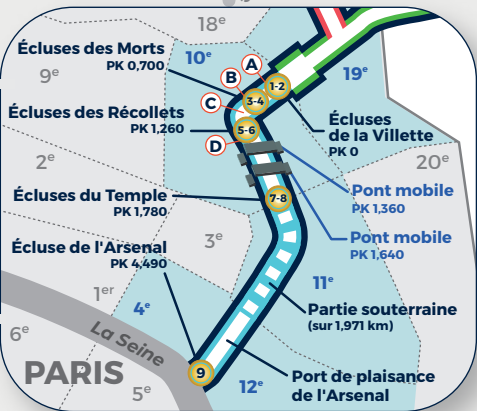 18e
Écluses des Morts
PK 0,700
10e
9e
B
A
1-2
19e
3-4
C
Écluses des Récollets
PK 1,260
5-6
D
Écluses
de la Villette
PK 0
2e
20e
Écluses du Temple
PK 1,780
7-8
Pont mobile
PK 1,360
3e
Pont mobile
PK 1,640
Écluse de l'Arsenal
PK 4,490
11e
1er
4e
Partie souterraine
(sur 1,971 km)
La Seine
6e
PARIS
9
5e
12e
Port de plaisance
de l'Arsenal